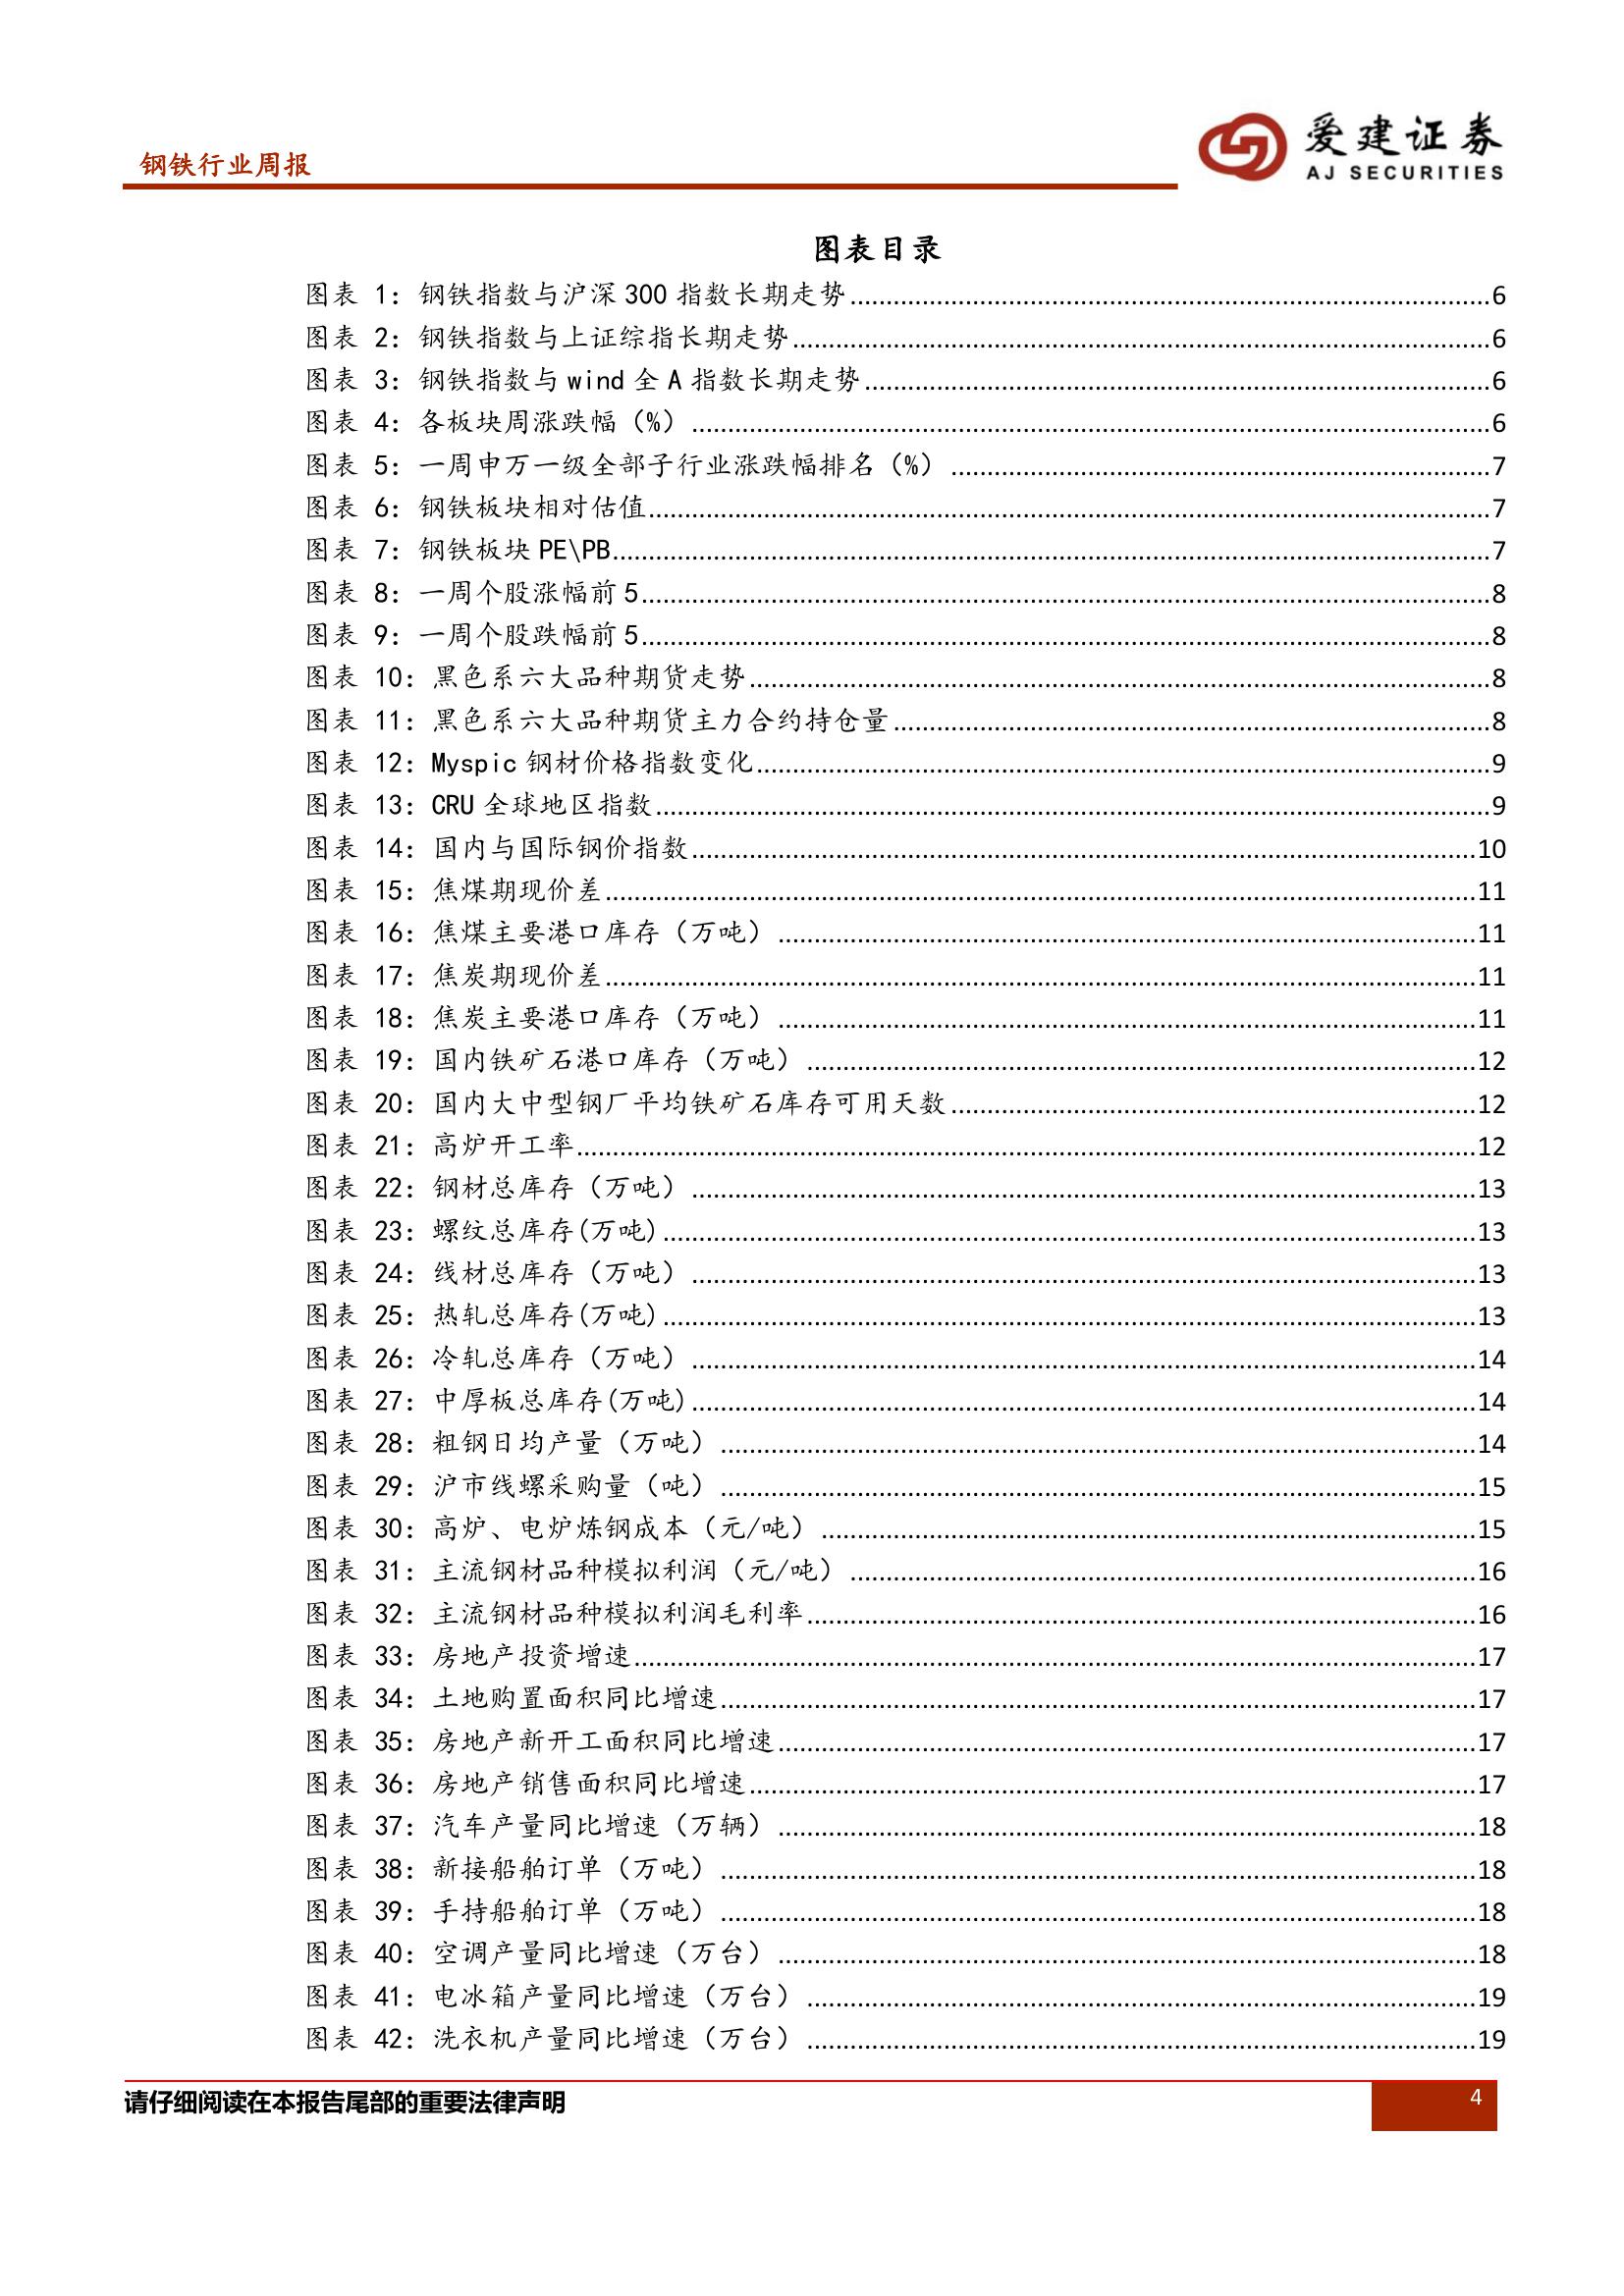 钢铁行业周报
爱建证券
AJ SECURITIES
图表目录
图表 1：钢铁指数与沪深 300 指数长期走势........6
图表 2：钢铁指数与上证综指长期走势........6
图表 3：钢铁指数与 wind 全 A 指数长期走势........6
图表 4：各板块周涨跌幅（%）........6
图表 5：一周申万一级全部子行业涨跌幅排名（%）........7
图表 6：钢铁板块相对估值........7
图表 7：钢铁板块 PE\PB........7
图表 8：一周个股涨幅前 5........8
图表 9：一周个股跌幅前 5........8
图表 10：黑色系六大品种期货走势........8
图表 11：黑色系六大品种期货主力合约持仓量........8
图表 12：Myspic 钢材价格指数变化........9
图表 13：CRU 全球地区指数........9
图表 14：国内与国际钢价指数........10
图表 15：焦煤期现价差........11
图表 16：焦煤主要港口库存（万吨）........11
图表 17：焦炭期现价差........11
图表 18：焦炭主要港口库存（万吨）........11
图表 19：国内铁矿石港口库存（万吨）........12
图表 20：国内大中型钢厂平均铁矿石库存可用天数........12
图表 21：高炉开工率........12
图表 22：钢材总库存（万吨）........13
图表 23：螺纹总库存(万吨)........13
图表 24：线材总库存（万吨）........13
图表 25：热轧总库存(万吨)........13
图表 26：冷轧总库存（万吨）........14
图表 27：中厚板总库存(万吨)........14
图表 28：粗钢日均产量（万吨）........14
图表 29：沪市线螺采购量（吨）........15
图表 30：高炉、电炉炼钢成本（元/吨）........15
图表 31：主流钢材品种模拟利润（元/吨）........16
图表 32：主流钢材品种模拟利润毛利率........16
图表 33：房地产投资增速........17
图表 34：土地购置面积同比增速........17
图表 35：房地产新开工面积同比增速........17
图表 36：房地产销售面积同比增速........17
图表 37：汽车产量同比增速（万辆）........18
图表 38：新接船舶订单（万吨）........18
图表 39：手持船舶订单（万吨）........18
图表 40：空调产量同比增速（万台）........18
图表 41：电冰箱产量同比增速（万台）........19
图表 42：洗衣机产量同比增速（万台）........19
请仔细阅读在本报告尾部的重要法律声明
4